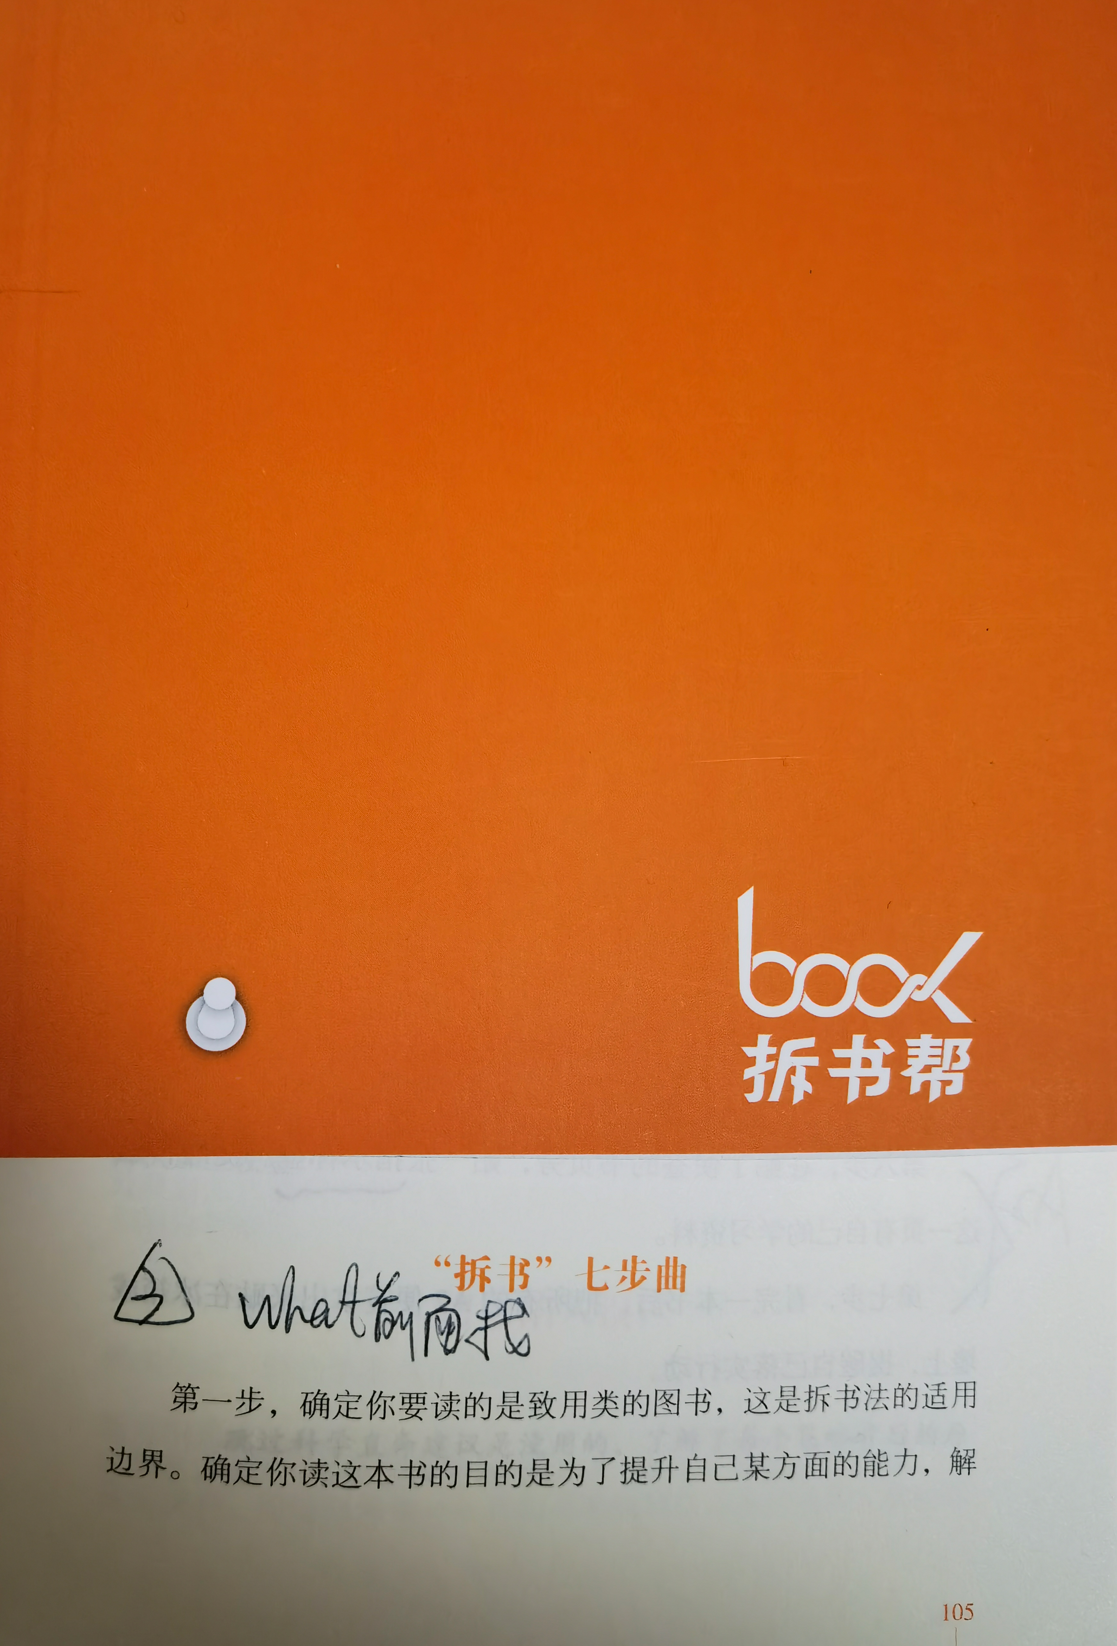 book
拆书帮
“拆书”七步曲
What前面找
第一步，确定你要读的是致用类的图书，这是拆书法的适用
边界。确定你读这本书的目的是为了提升自己某方面的能力，解
105